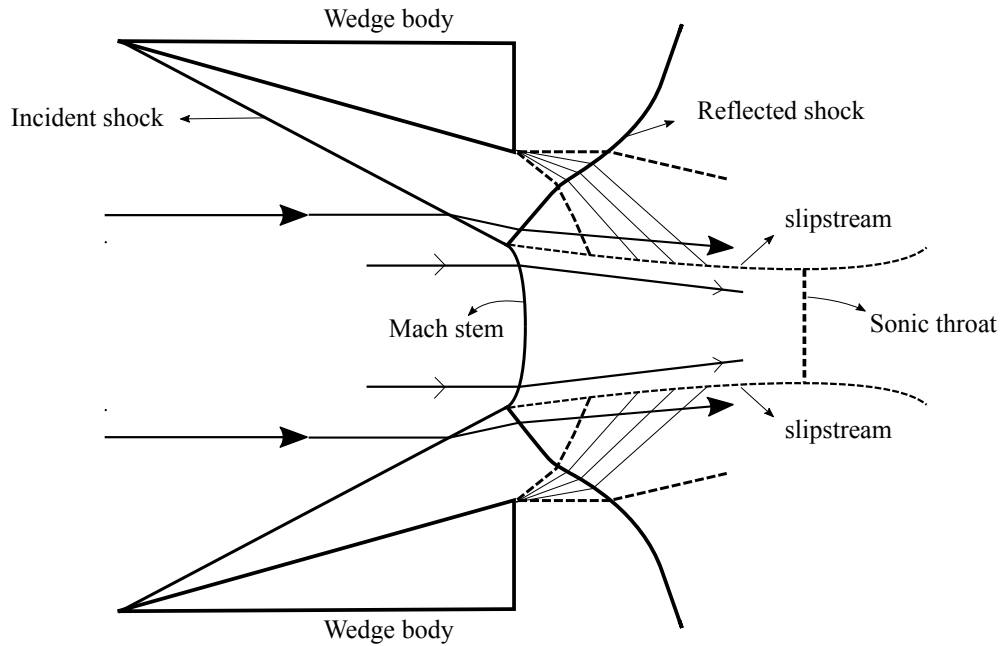 Wedge body
Incident shock
Reflected shock
slipstream
Mach stem
Sonic throat
slipstream
Wedge body